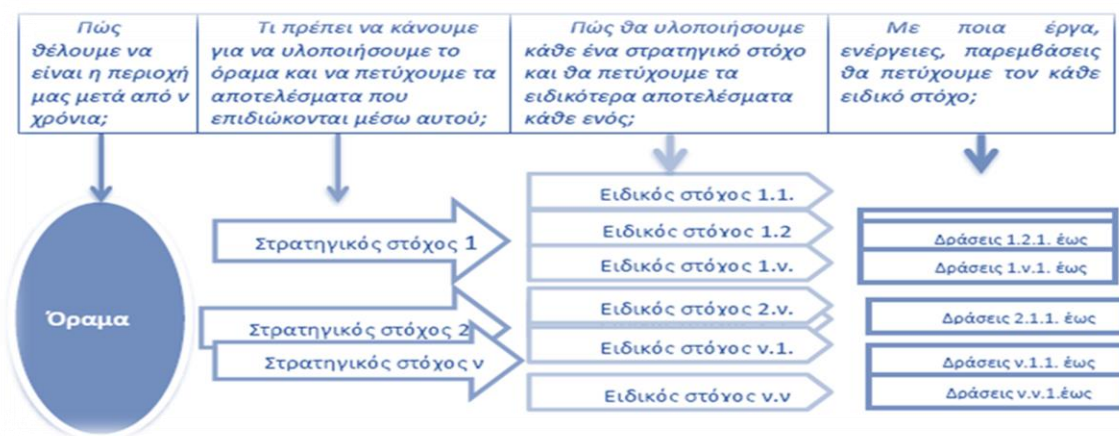 Πώς
θέλουμε να
είναι η περιοχή
μας μετά από ν
χρόνια;
Τι πρέπει να κάνουμε
για να υλοποιήσουμε το
όραμα και να πετύχουμε τα
αποτελέσματα που
επιδιώκονται μέσω αυτού;
Πώς θα υλοποιήσουμε
κάθε ένα στρατηγικό στόχο
και θα πετύχουμε τα
ειδικότερα αποτελέσματα
κάθε ενός;
Με ποια έργα,
ενέργειες, παρεμβάσεις
θα πετύχουμε τον κάθε
ειδικό στόχο;
Όραμα
Στρατηγικός στόχος 1
Στρατηγικός στόχος 2
Στρατηγικός στόχος ν
Ειδικός στόχος 1.1.
Ειδικός στόχος 1.2
Ειδικός στόχος 1.ν.
Ειδικός στόχος 2.ν.
Ειδικός στόχος ν.1.
Ειδικός στόχος ν.ν
Δράσεις 1.2.1. έως
Δράσεις 1.ν.1. έως
Δράσεις 2.1.1. έως
Δράσεις ν.1.1. έως
Δράσεις ν.ν.1.έως